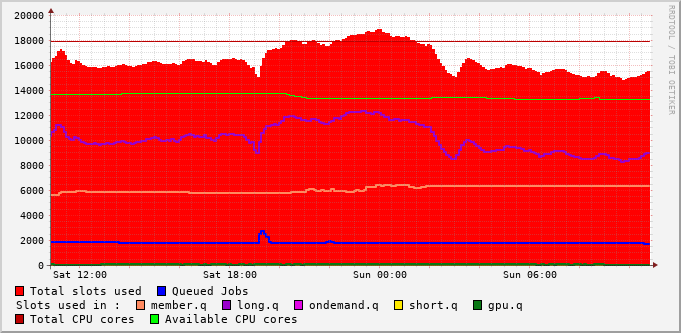 20000
18000
16000
14000
12000
10000
8000
6000
4000
2000
0
Sat 12:00 Sat 18:00 Sun 00:00 Sun 06:00
RRDTOOL / TOBI OETIKER
Total slots used Queued Jobs
Slots used in : member.q long.q ondemand.q short.q gpu.q
Total CPU cores Available CPU cores